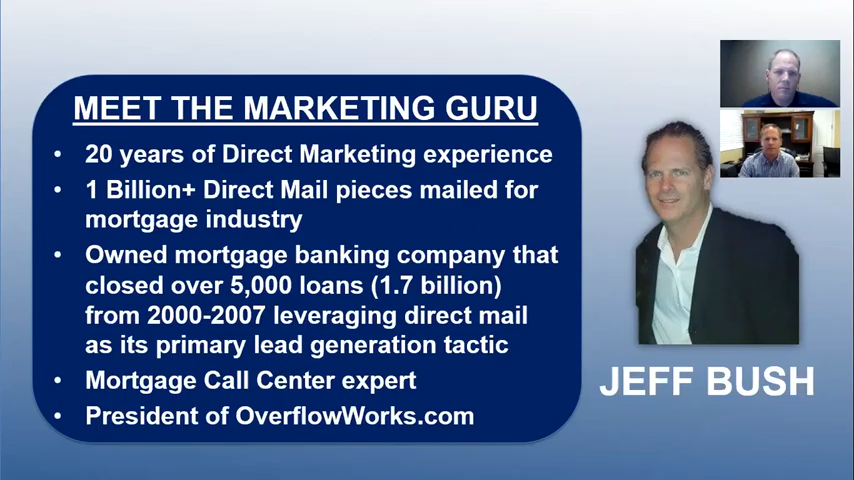 MEET THE MARKETING GURU
• 20 years of Direct Marketing experience
• 1 Billion+ Direct Mail pieces mailed for
mortgage industry
• Owned mortgage banking company that
closed over 5,000 loans (1.7 billion)
from 2000-2007 leveraging direct mail
as its primary lead generation tactic
• Mortgage Call Center expert
• President of OverflowWorks.com
JEFF BUSH